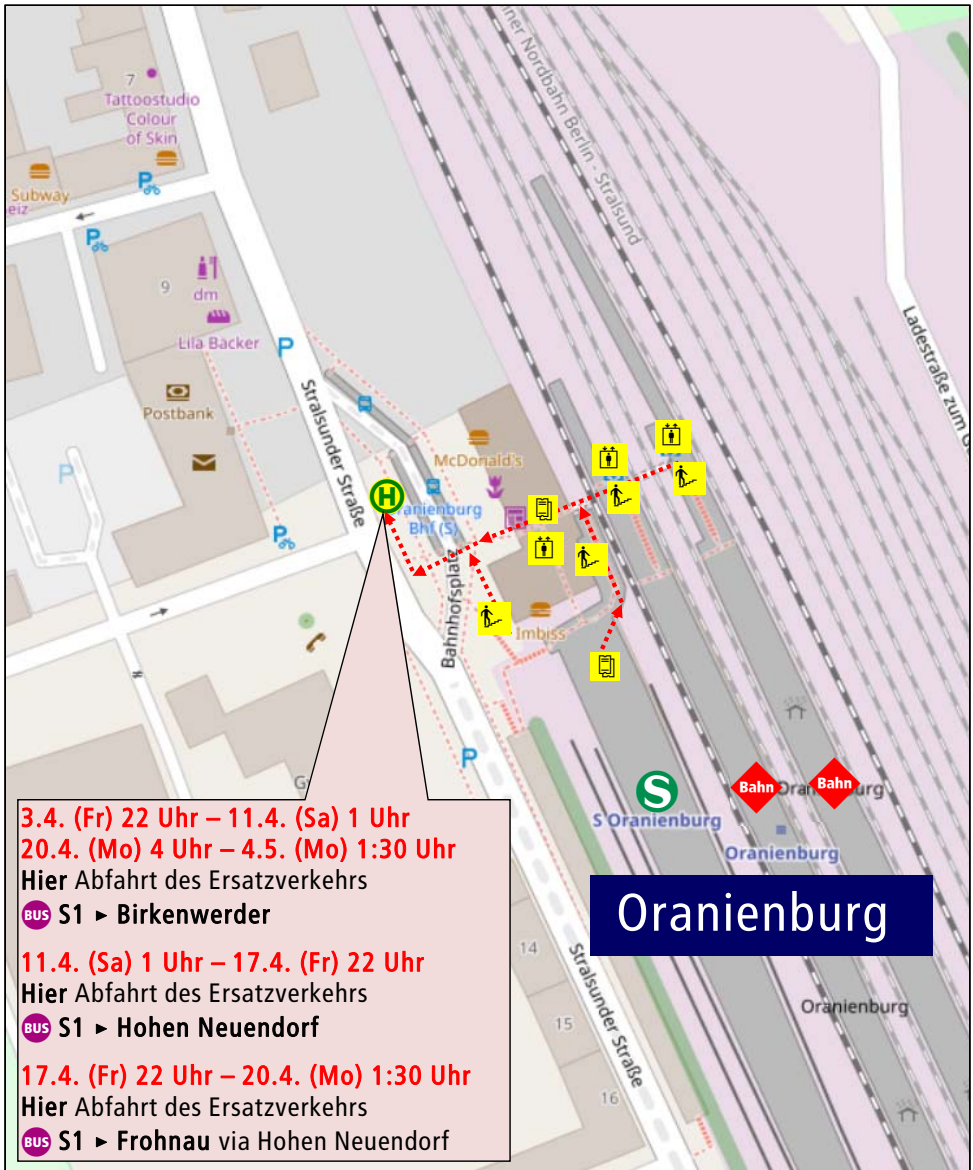 7
Tattoostudio
Colour
of Skin
Subway
eiz
P
P
iner Nordbahn Berlin - Stralsund
9
dm
Lila Bäcker
P
Ladestraße zum G
Postbank
Stralsunder Straße
P
McDonald's
H
Oranienburg
Bhf (S)
P
Bahnhofsplatz
Imbiss
P
S
Bahn
Bahn
Oranienburg
S Oranienburg
Oranienburg
Oranienburg
Oranienburg
Stralsunder Straße
14
15
16
G
3.4. (Fr) 22 Uhr – 11.4. (Sa) 1 Uhr
20.4. (Mo) 4 Uhr – 4.5. (Mo) 1:30 Uhr
Hier Abfahrt des Ersatzverkehrs
BUS S1 ▸ Birkenwerder
11.4. (Sa) 1 Uhr – 17.4. (Fr) 22 Uhr
Hier Abfahrt des Ersatzverkehrs
BUS S1 ▸ Hohen Neuendorf
17.4. (Fr) 22 Uhr – 20.4. (Mo) 1:30 Uhr
Hier Abfahrt des Ersatzverkehrs
BUS S1 ▸ Frohnau via Hohen Neuendorf